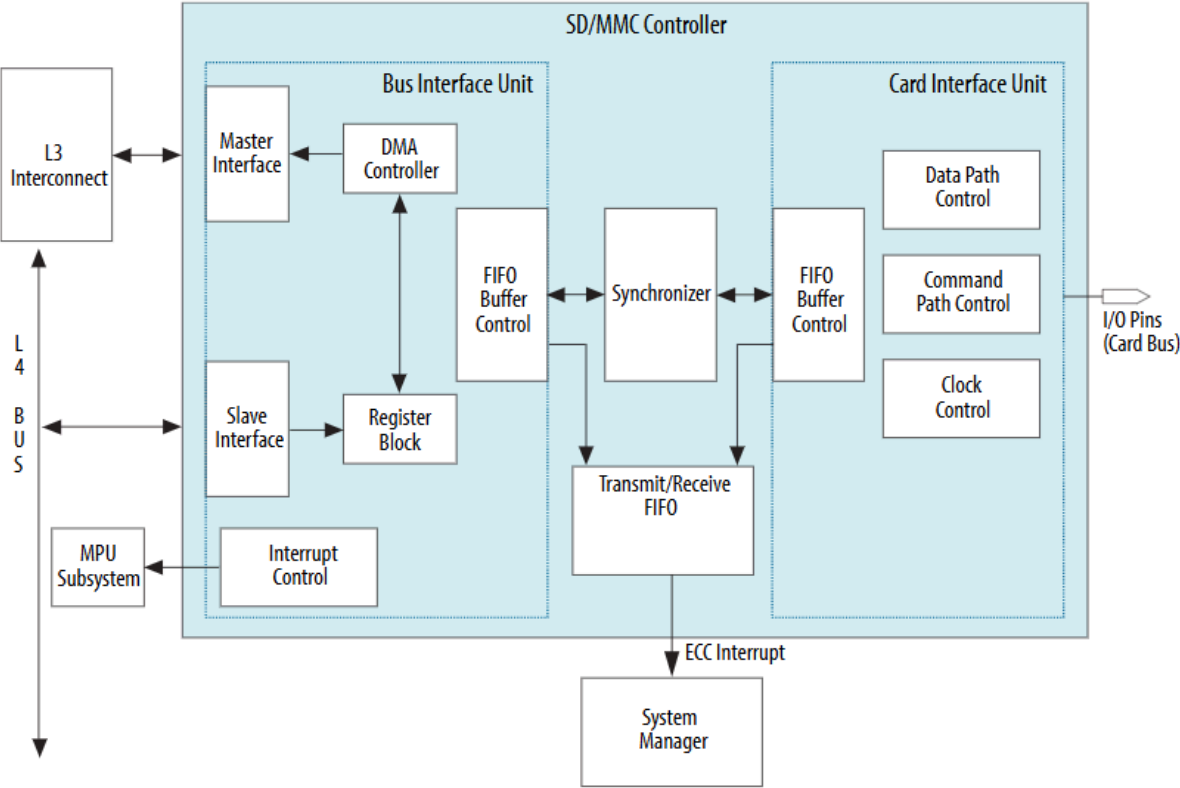 SD/MMC Controller
Bus Interface Unit
Card Interface Unit
L3
Interconnect
Master
Interface
DMA
Controller
Data Path
Control
FIFO
Buffer
Control
Synchronizer
FIFO
Buffer
Control
Command
Path Control
I/O Pins
(Card Bus)
L
4
B
U
S
Slave
Interface
Register
Block
Clock
Control
Transmit/Receive
FIFO
MPU
Subsystem
Interrupt
Control
ECC Interrupt
System
Manager